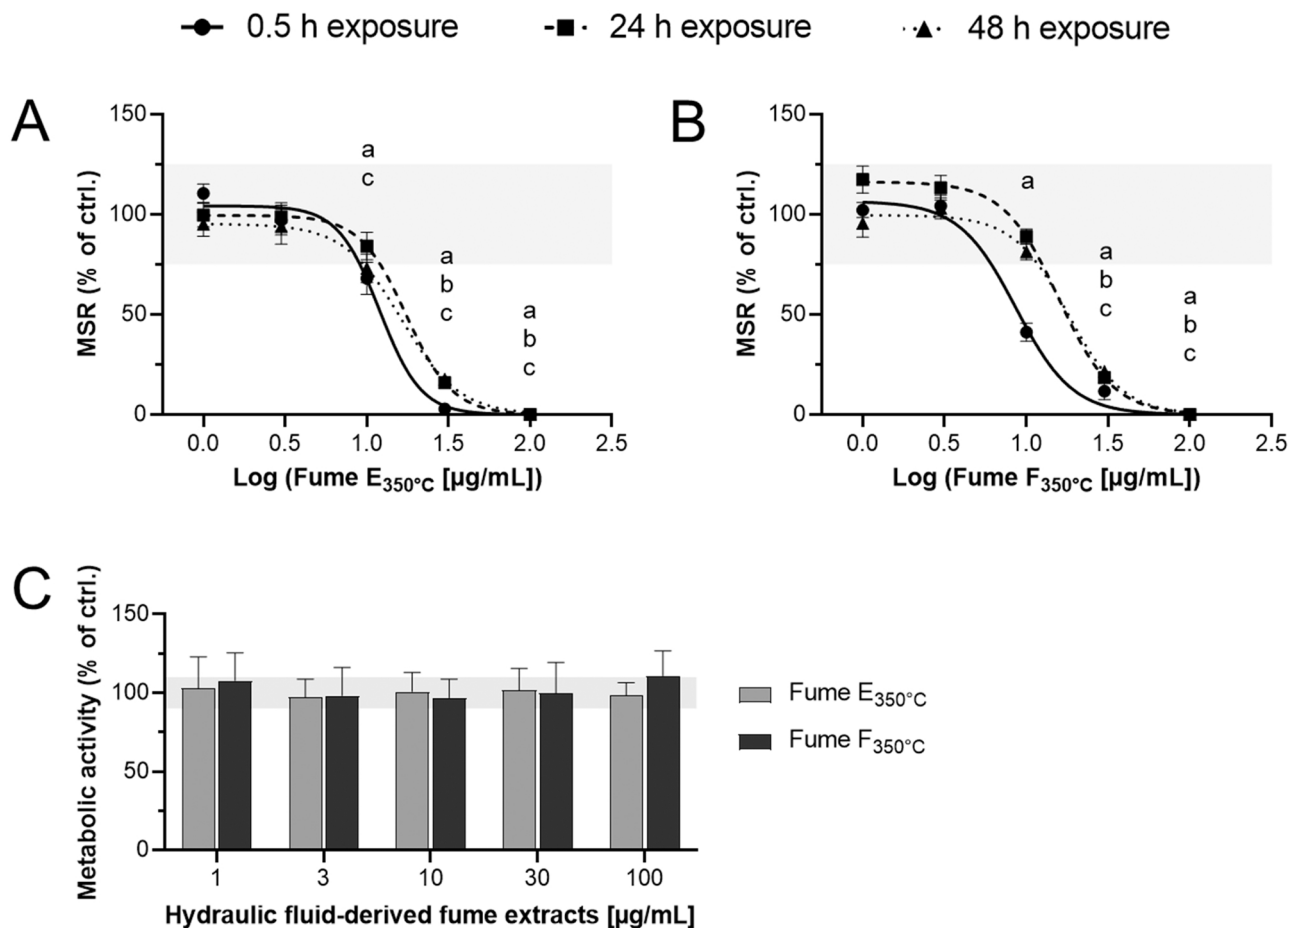 0.5 h exposure 24 h exposure 48 h exposure
A
MSR (% of ctrl.)
150
100
50
0
0.0 0.5 1.0 1.5 2.0 2.5
Log (Fume E350°C [µg/mL])
a
c
a
b
c
a
b
c
B
MSR (% of ctrl.)
150
100
50
0
0.0 0.5 1.0 1.5 2.0 2.5
Log (Fume F350°C [µg/mL])
a
a
b
c
a
b
c
C
Metabolic activity (% of ctrl.)
150
100
50
0
1 3 10 30 100
Hydraulic fluid-derived fume extracts [µg/mL]
Fume E350°C
Fume F350°C